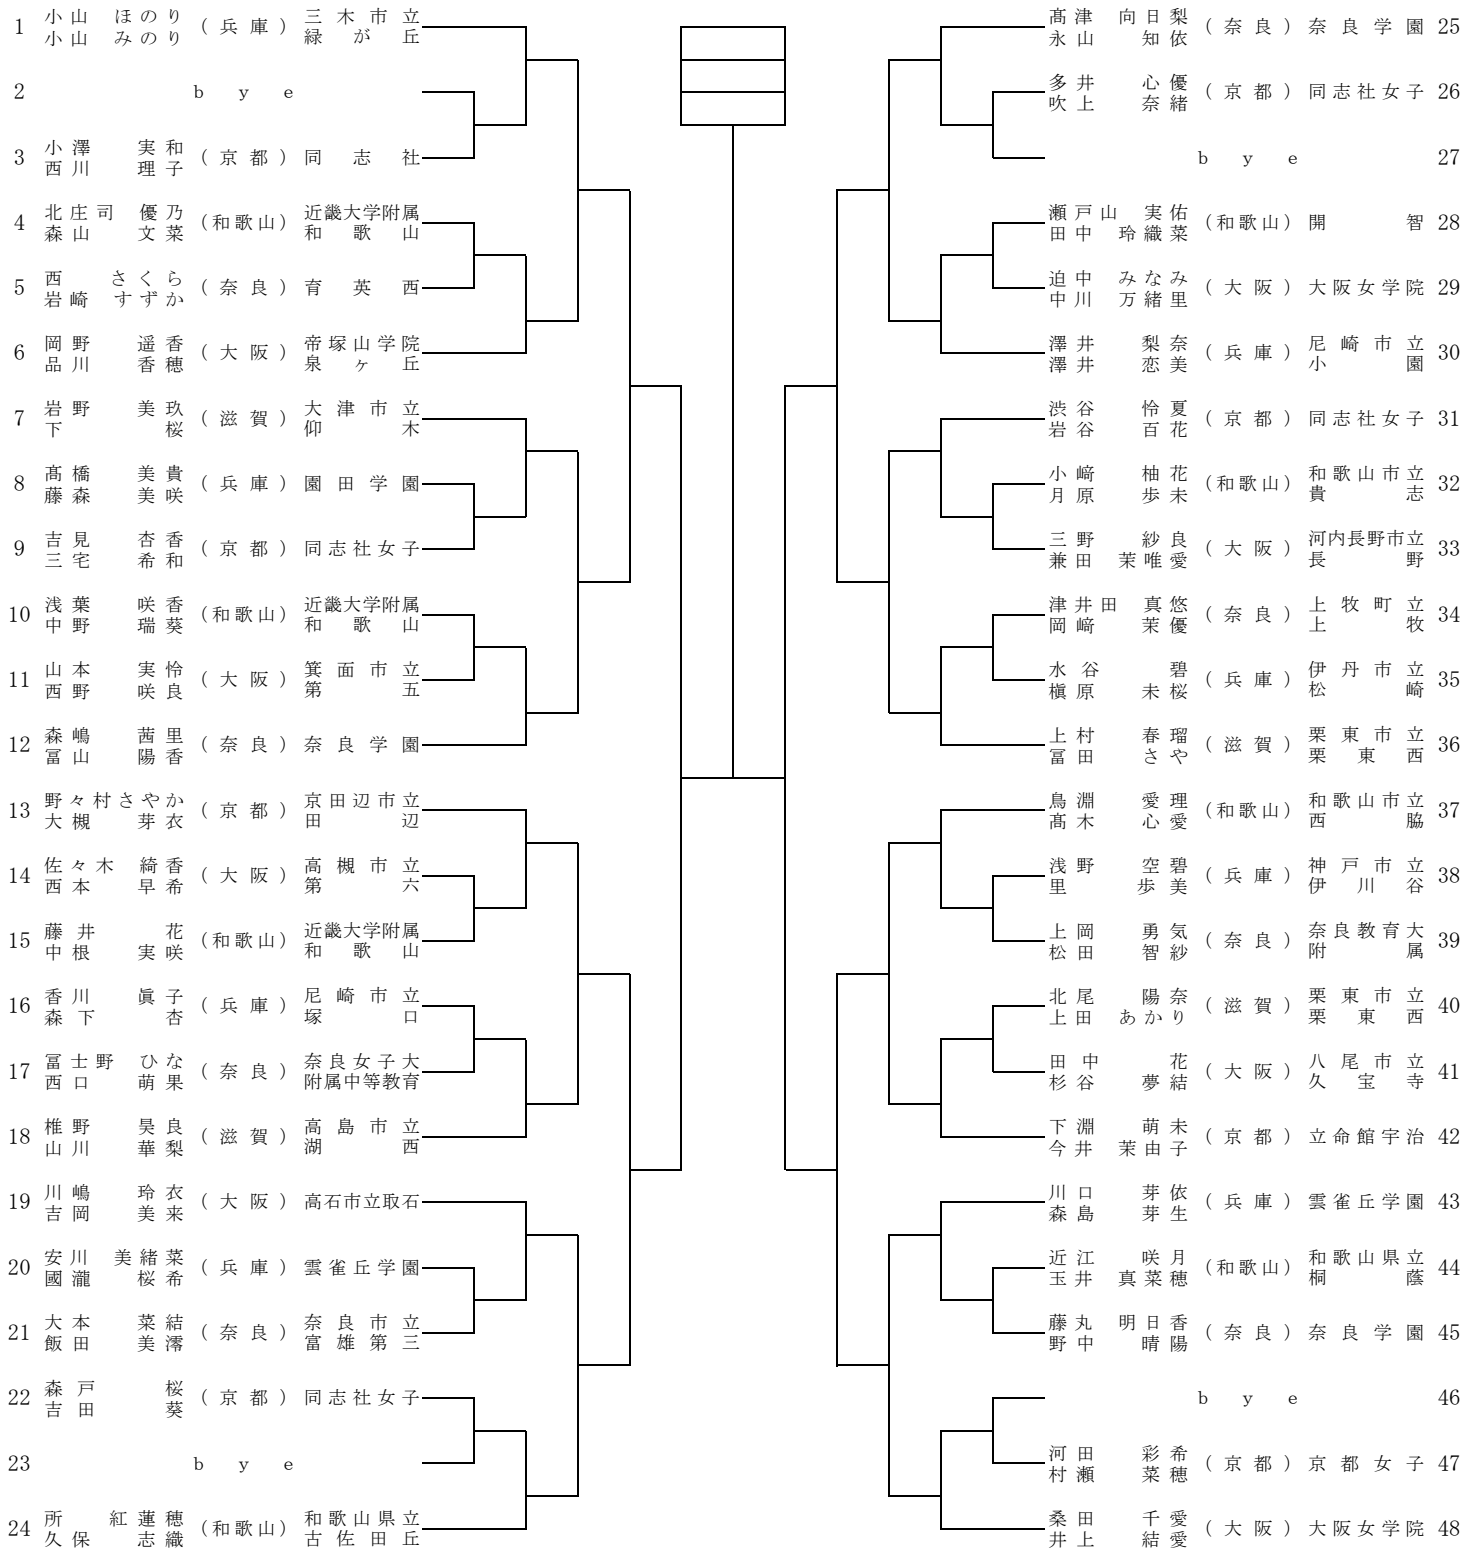 1 小山 ほのり (兵庫) 三木市立
小山 みのり 緑が丘
2 bye
3 小澤 実和 (京都) 同志社
西川 理子
4 北庄司 優乃 (和歌山) 近畿大学附属
森山 文菜 和歌山
5 西 さくら (奈良) 育英西
岩崎 すずか
6 岡野 遥香 (大阪) 帝塚山学院
品川 香穂 泉ヶ丘
7 岩野 美玖 (滋賀) 大津市立
下 桜 仰木
8 髙橋 美貴 (兵庫) 園田学園
藤森 美咲
9 吉見 杏香 (京都) 同志社女子
三宅 希和
10 浅葉 咲香 (和歌山) 近畿大学附属
中野 瑞葵 和歌山
11 山本 実怜 (大阪) 箕面市立
西野 咲良 第五
12 森嶋 茜里 (奈良) 奈良学園
冨山 陽香
13 野々村さやか (京都) 京田辺市立
大槻 芽衣 田辺
14 佐々木 綺香 (大阪) 高槻市立
西本 早希 第六
15 藤井 花 (和歌山) 近畿大学附属
中根 実咲 和歌山
16 香川 眞子 (兵庫) 尼崎市立
森下 杏 塚口
17 冨士野 ひな (奈良) 奈良女子大
西口 萌果 附属中等教育
18 椎野 昊良 (滋賀) 高島市立
山川 華梨 湖西
19 川嶋 玲衣 (大阪) 高石市立取石
吉岡 美来
20 安川 美緒菜 (兵庫) 雲雀丘学園
國瀧 桜希
21 大本 菜結 (奈良) 奈良市立
飯田 美澪 富雄第三
22 森戸 桜 (京都) 同志社女子
吉田 葵
23 bye
24 所 紅蓮穂 (和歌山) 和歌山県立
久保 志織 古佐田丘
髙津 向日梨 (奈良) 奈良学園 25
永山 知依
多井 心優 (京都) 同志社女子 26
吹上 奈緒
bye 27
瀬戸山 実佑 (和歌山) 開智 28
田中 玲織菜
迫中 みなみ (大阪) 大阪女学院 29
中川 万緒里
澤井 梨奈 (兵庫) 尼崎市立 30
澤井 恋美 小園
渋谷 怜夏 (京都) 同志社女子 31
岩谷 百花
小﨑 柚花 (和歌山) 和歌山市立 32
月原 歩未 貴志
三野 紗良 (大阪) 河内長野市立 33
兼田 茉唯愛 長野
津井田 真悠 (奈良) 上牧町立 34
岡﨑 茉優 上牧
水谷 碧 (兵庫) 伊丹市立 35
槇原 未桜 松崎
上村 春瑠 (滋賀) 栗東市立 36
冨田 さや 栗東西
鳥淵 愛理 (和歌山) 和歌山市立 37
髙木 心愛 西脇
浅野 空碧 (兵庫) 神戸市立 38
里 歩美 伊川谷
上岡 勇気 (奈良) 奈良教育大 39
松田 智紗 附属
北尾 陽奈 (滋賀) 栗東市立 40
上田 あかり 栗東西
田中 花 (大阪) 八尾市立 41
杉谷 夢結 久宝寺
下淵 萌未 (京都) 立命館宇治 42
今井 茉由子
川口 芽依 (兵庫) 雲雀丘学園 43
森島 芽生
近江 咲月 (和歌山) 和歌山県立 44
玉井 真菜穂 桐蔭
藤丸 明日香 (奈良) 奈良学園 45
野中 晴陽
bye 46
河田 彩希 (京都) 京都女子 47
村瀬 菜穂
桑田 千愛 (大阪) 大阪女学院 48
井上 結愛